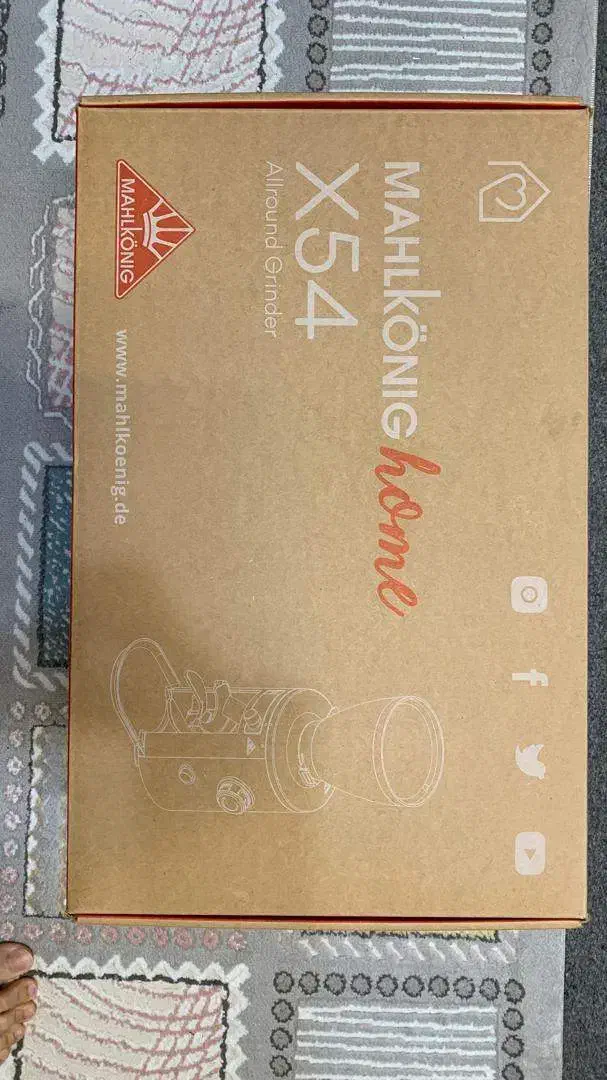 MAHLKÖNIG home
X54
Allround Grinder
MAHLKÖNIG
www.mahlkoenig.de